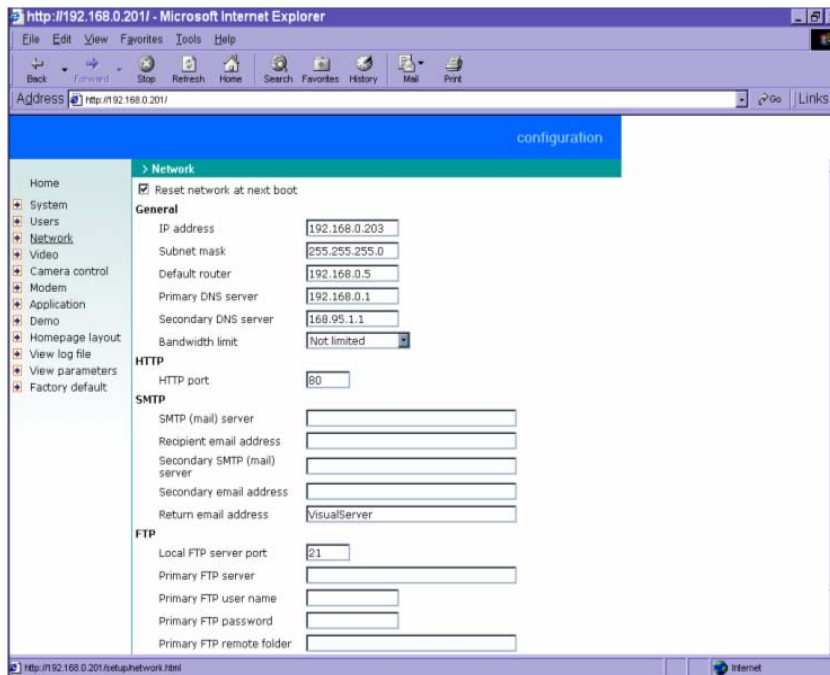 http://192.168.0.201/ - Microsoft Internet Explorer
File Edit View Favorites Tools Help
Back Forward Stop Refresh Home Search Favorites History Mail Print
Address http://192.168.0.201/ Go Links
configuration
> Network
Home
System
Users
Network
Video
Camera control
Modem
Application
Demo
Homepage layout
View log file
View parameters
Factory default
Reset network at next boot
General
IP address 192.168.0.203
Subnet mask 255.255.255.0
Default router 192.168.0.5
Primary DNS server 192.168.0.1
Secondary DNS server 168.95.1.1
Bandwidth limit Not limited
HTTP
HTTP port 80
SMTP
SMTP (mail) server
Recipient email address
Secondary SMTP (mail)
server
Secondary email address
Return email address VisualServer
FTP
Local FTP server port 21
Primary FTP server
Primary FTP user name
Primary FTP password
Primary FTP remote folder
http://192.168.0.201/setup/network.html Internet